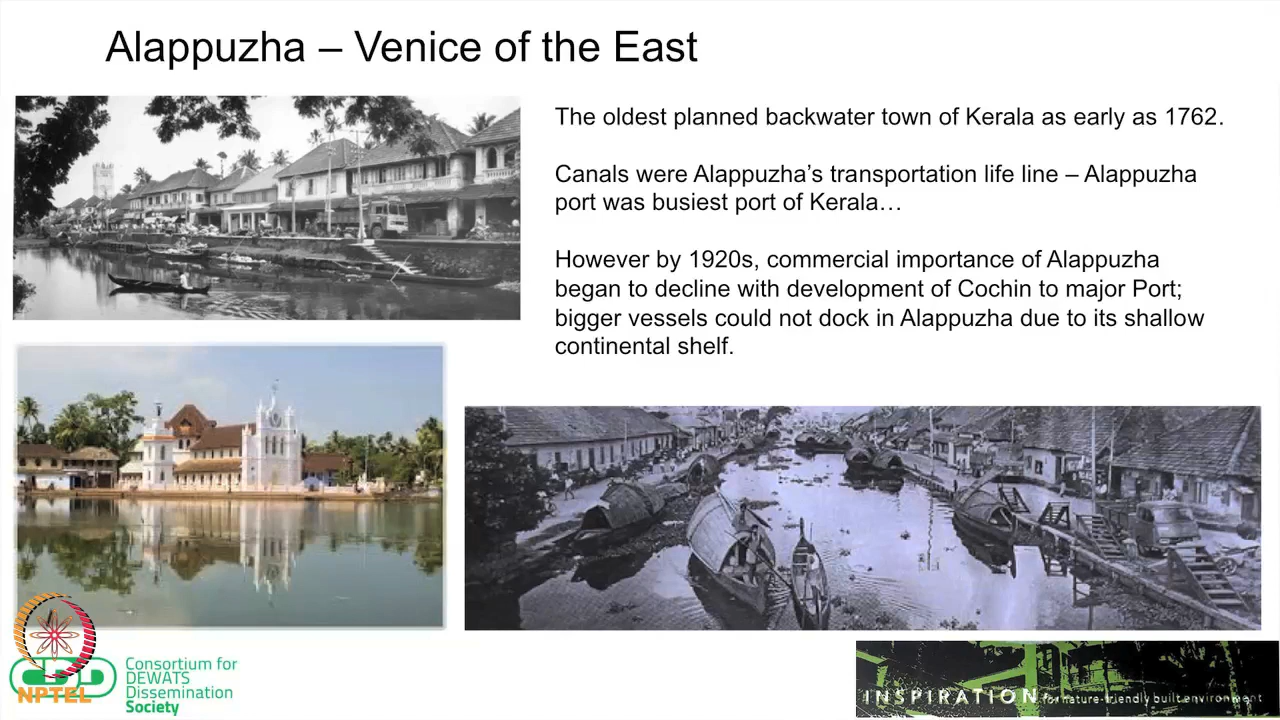 Alappuzha – Venice of the East
The oldest planned backwater town of Kerala as early as 1762.
Canals were Alappuzha’s transportation life line – Alappuzha
port was busiest port of Kerala…
However by 1920s, commercial importance of Alappuzha
began to decline with development of Cochin to major Port;
bigger vessels could not dock in Alappuzha due to its shallow
continental shelf.
NPTEL
Consortium for
DEWATS
Dissemination
Society
INSPIRATION for nature-friendly built environment